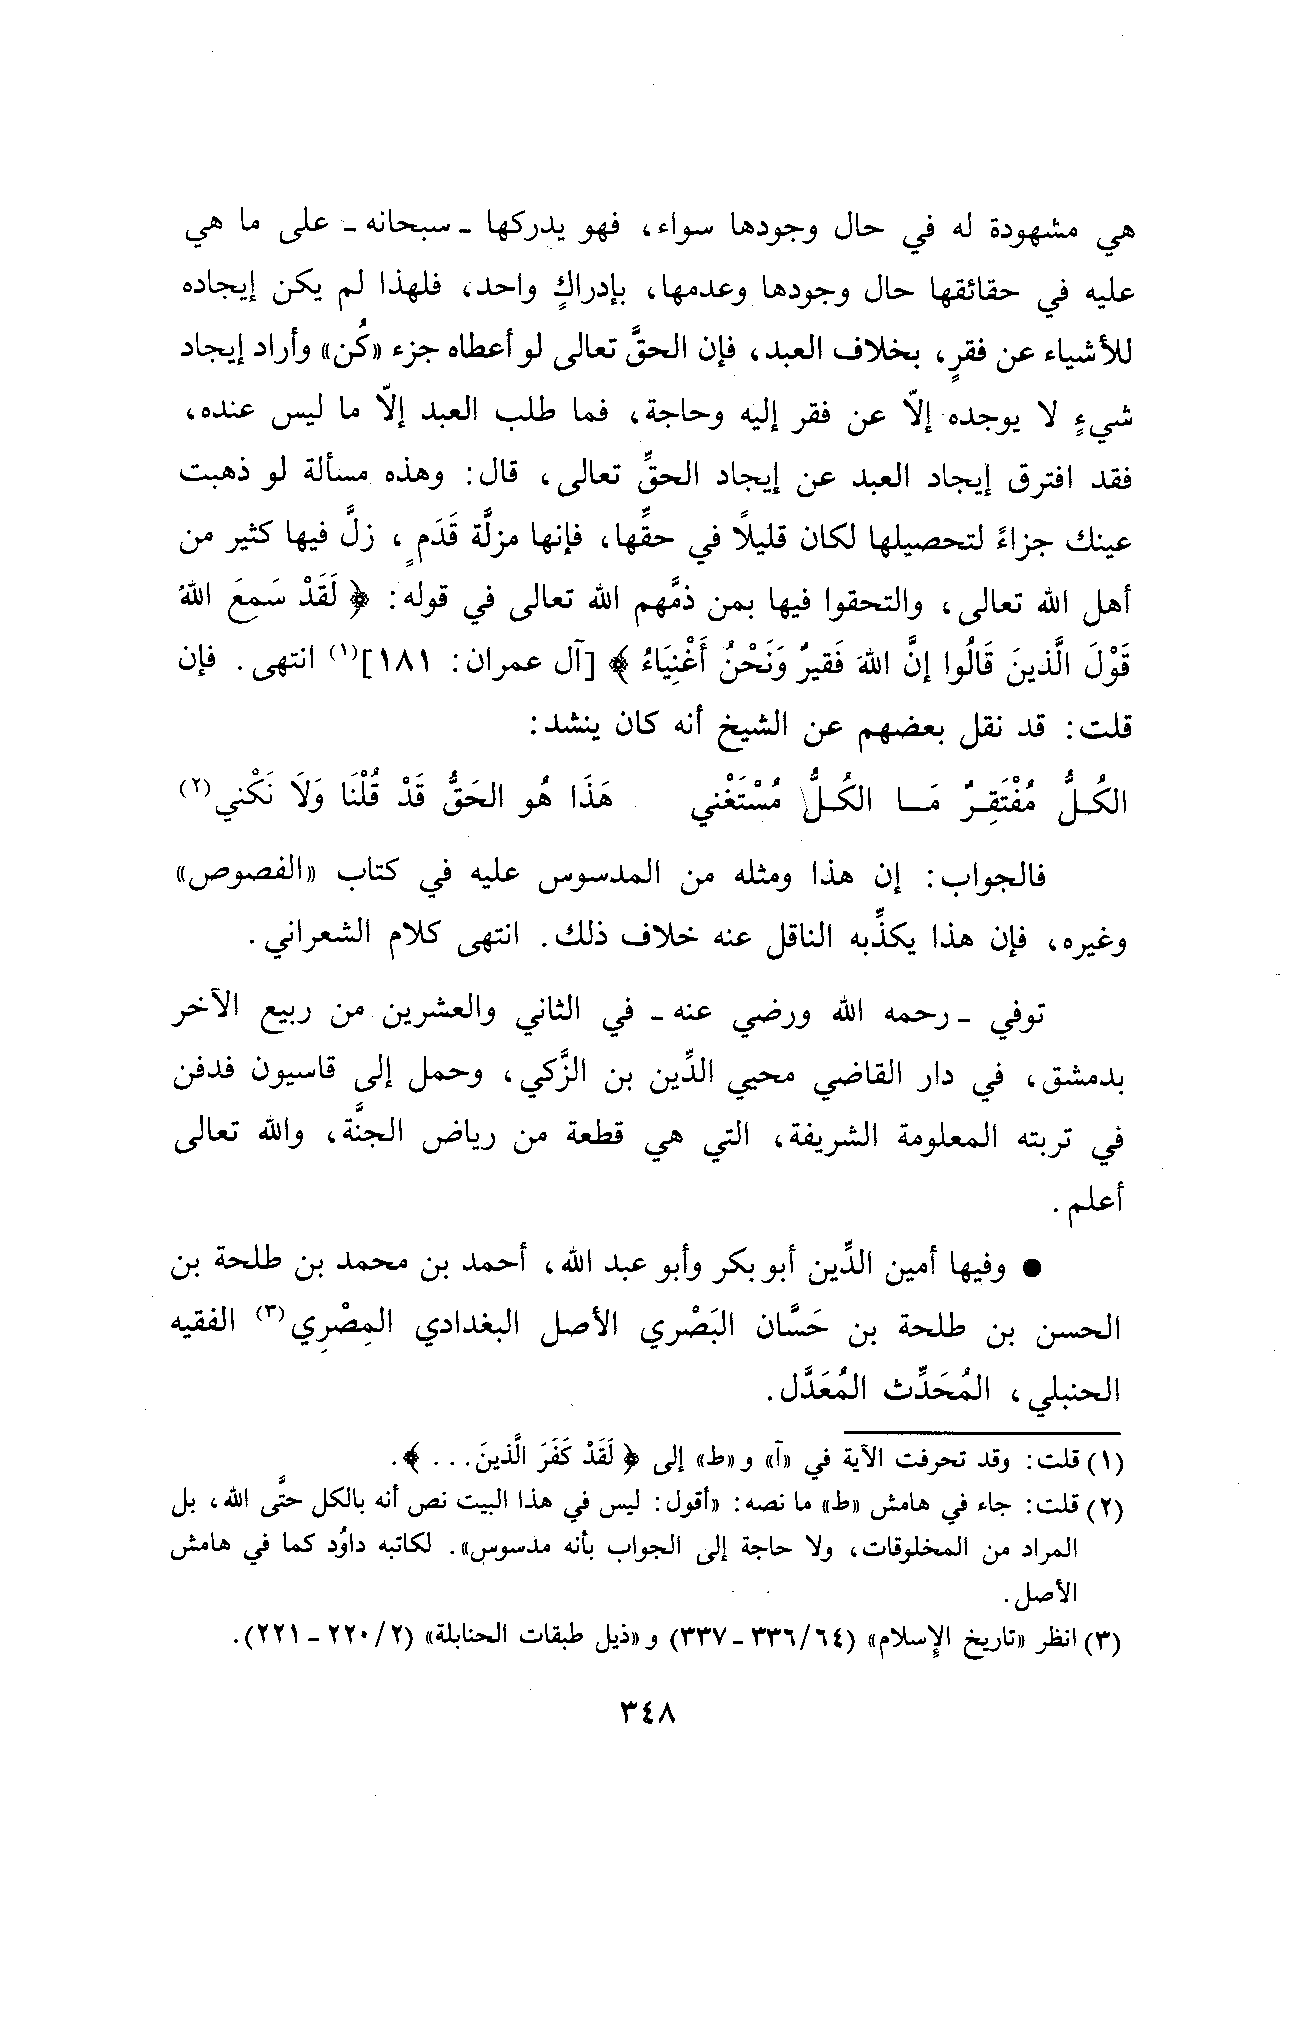 هي مشهودة له في حال وجودها سواء، فهو يدركها ـ سبحانه ـ على ما هي
عليه في حقائقها حال وجودها وعدمها، بإدراكٍ واحد، فلهذا لم يكن إيجاده
للأشياء عن فقرٍ، بخلاف العبد، فإن الحقَّ تعالى لو أعطاه جزء «كُن» وأراد إيجاد
شيءٍ لا يوجده إلاّ عن فقر إليه وحاجة، فما طلب العبد إلاّ ما ليس عنده،
فقد افترق إيجاد العبد عن إيجاد الحقِّ تعالى، قال: وهذه مسألة لو ذهبت
عينك جزاءً لتحصيلها لكان قليلاً في حقِّها، فإنها مزلَّة قَدَمٍ، زلَّ فيها كثير من
أهل الله تعالى، والتحقوا فيها بمن ذمَّهم الله تعالى في قوله: ﴿ لَقَدْ سَمِعَ اللهُ
قَوْلَ الَّذينَ قَالُوا إنَّ اللهَ فَقيرٌ وَنَحْنُ أَغْنِيَاءُ ﴾ [آل عمران: ١٨١](١) انتهى. فإن
قلت: قد نقل بعضهم عن الشيخ أنه كان ينشد:
الكُـلُّ مُفْتَقِـرٌ مَـا الكُـلُّ مُسْتَغْني هَذَا هُو الحَقُّ قَدْ قُلْنَا وَلاَ نَكْني(٢)
فالجواب: إن هذا ومثله من المدسوس عليه في كتاب «الفصوص»
وغيره، فإن هذا يكذِّبه الناقل عنه خلاف ذلك. انتهى كلام الشعراني.
توفي ـ رحمه الله ورضي عنه ـ في الثاني والعشرين من ربيع الآخر
بدمشق، في دار القاضي محيي الدِّين بن الزَّكي، وحمل إلى قاسيون فدفن
في تربته المعلومة الشريفة، التي هي قطعة من رياض الجنَّة، والله تعالى
أعلم.
● وفيها أمين الدِّين أبو بكر وأبو عبد الله، أحمد بن محمد بن طلحة بن
الحسن بن طلحة بن حَسَّان البَصْري الأصل البغدادي المِصْرِي(٣) الفقيه
الحنبلي، المُحَدِّث المُعَدَّل.
(١) قلت: وقد تحرفت الآية في «آ» و«ط» إلى ﴿ لَقَدْ كَفَرَ الَّذينَ... ﴾.
(٢) قلت: جاء في هامش «ط» ما نصه: «أقول: ليس في هذا البيت نص أنه بالكل حتَّى الله، بل
المراد من المخلوقات، ولا حاجة إلى الجواب بأنه مدسوس». لكاتبه داوُد كما في هامش
الأصل.
(٣) انظر «تاريخ الإسلام» (٦٤/ ٣٣٦ ـ ٣٣٧) و«ذيل طبقات الحنابلة» (٢/ ٢٢٠ ـ ٢٢١).
٣٤٨